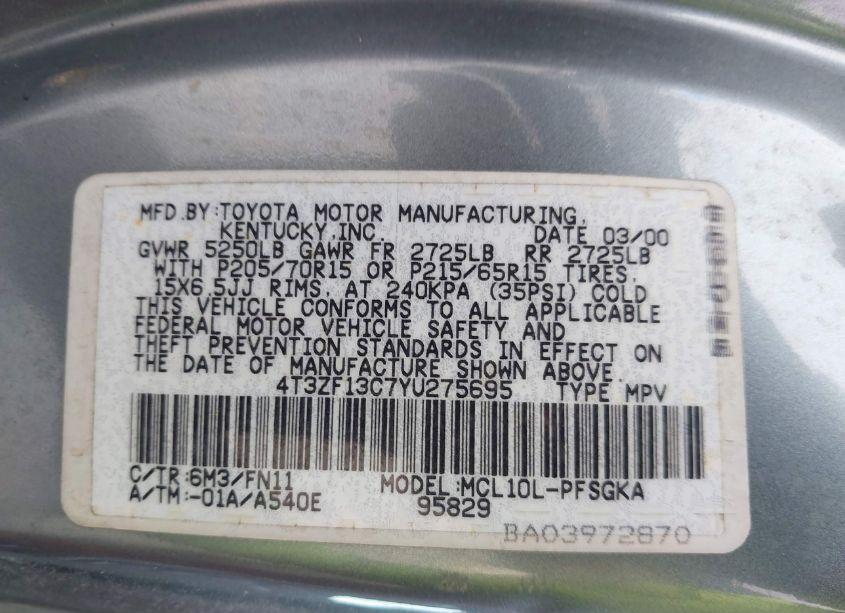 MFD.BY:TOYOTA MOTOR MANUFACTURING,
KENTUCKY,INC. DATE 03/00
GVWR 5250LB GAWR FR 2725LB RR 2725LB
WITH P205/70R15 OR P215/65R15 TIRES,
15X6.5JJ RIMS, AT 240KPA (35PSI) COLD
THIS VEHICLE CONFORMS TO ALL APPLICABLE
FEDERAL MOTOR VEHICLE SAFETY AND
THEFT PREVENTION STANDARDS IN EFFECT ON
THE DATE OF MANUFACTURE SHOWN ABOVE.
4T3ZF13C7YU275695 TYPE MPV
C/TR:6M3/FN11 MODEL:MCL10L-PFSGKA
A/TM:-01A/A540E 95829
BA03972870